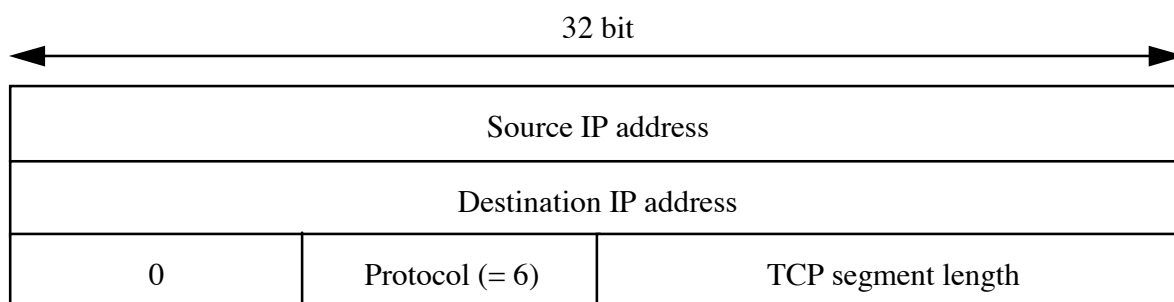 32 bit
Source IP address
Destination IP address
0 Protocol (= 6) TCP segment length